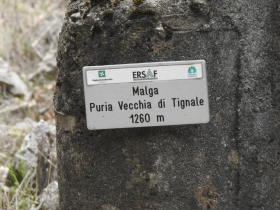 ERSAF
Malga
Puria Vecchia di Tignale
1260 m